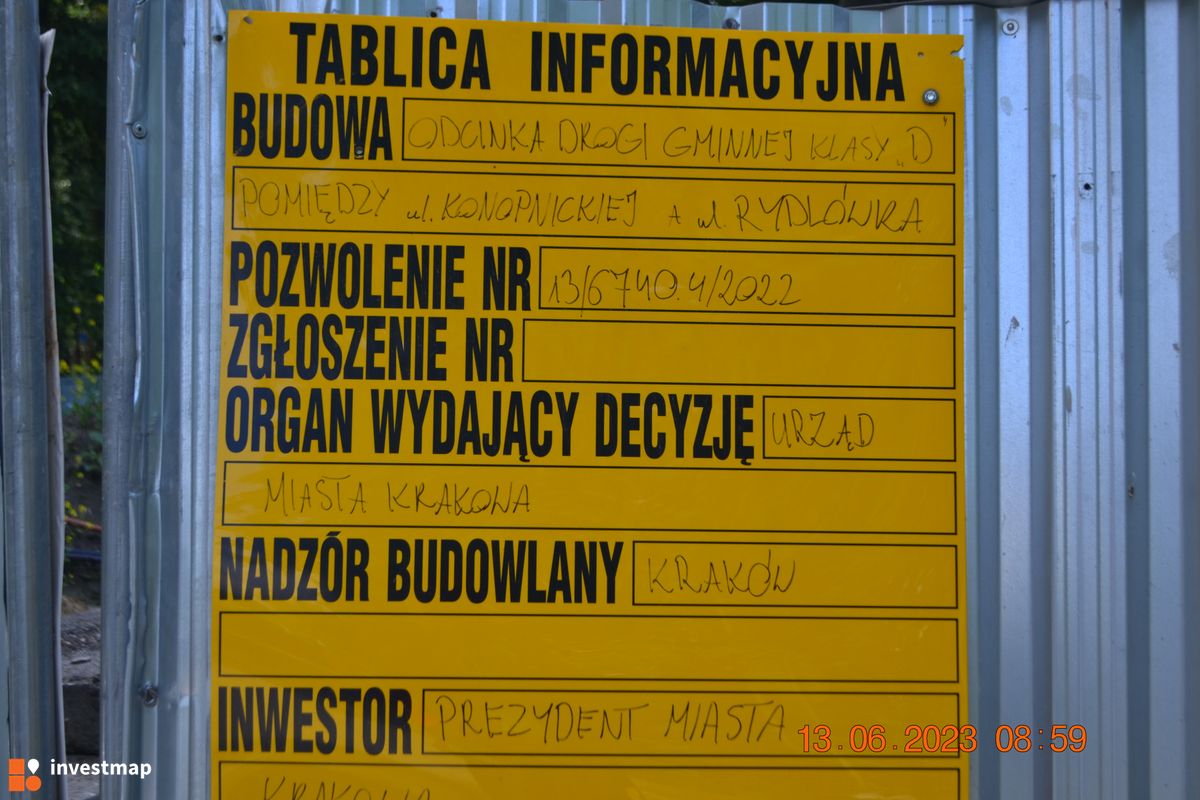 TABLICA INFORMACYJNA
BUDOWA ODCINKA DROGI GMINNEJ KLASY „D"
POMIĘDZY ul. KONOPNICKIEJ A ul. RYDLÓWKA
POZWOLENIE NR 13/6740.4/2022
ZGŁOSZENIE NR
ORGAN WYDAJĄCY DECYZJĘ URZĄD
MIASTA KRAKOWA
NADZÓR BUDOWLANY KRAKÓW
INWESTOR PREZYDENT MIASTA
KRAKOWA
13.06.2023 08:59
investmap